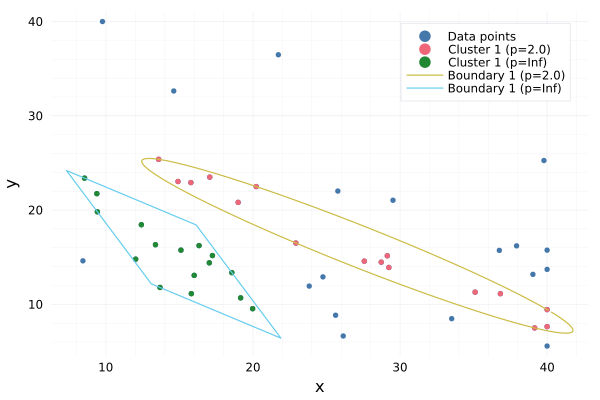 40
30
20
10
y
Data points
Cluster 1 (p=2.0)
Cluster 1 (p=Inf)
Boundary 1 (p=2.0)
Boundary 1 (p=Inf)
10 20 30 40
x